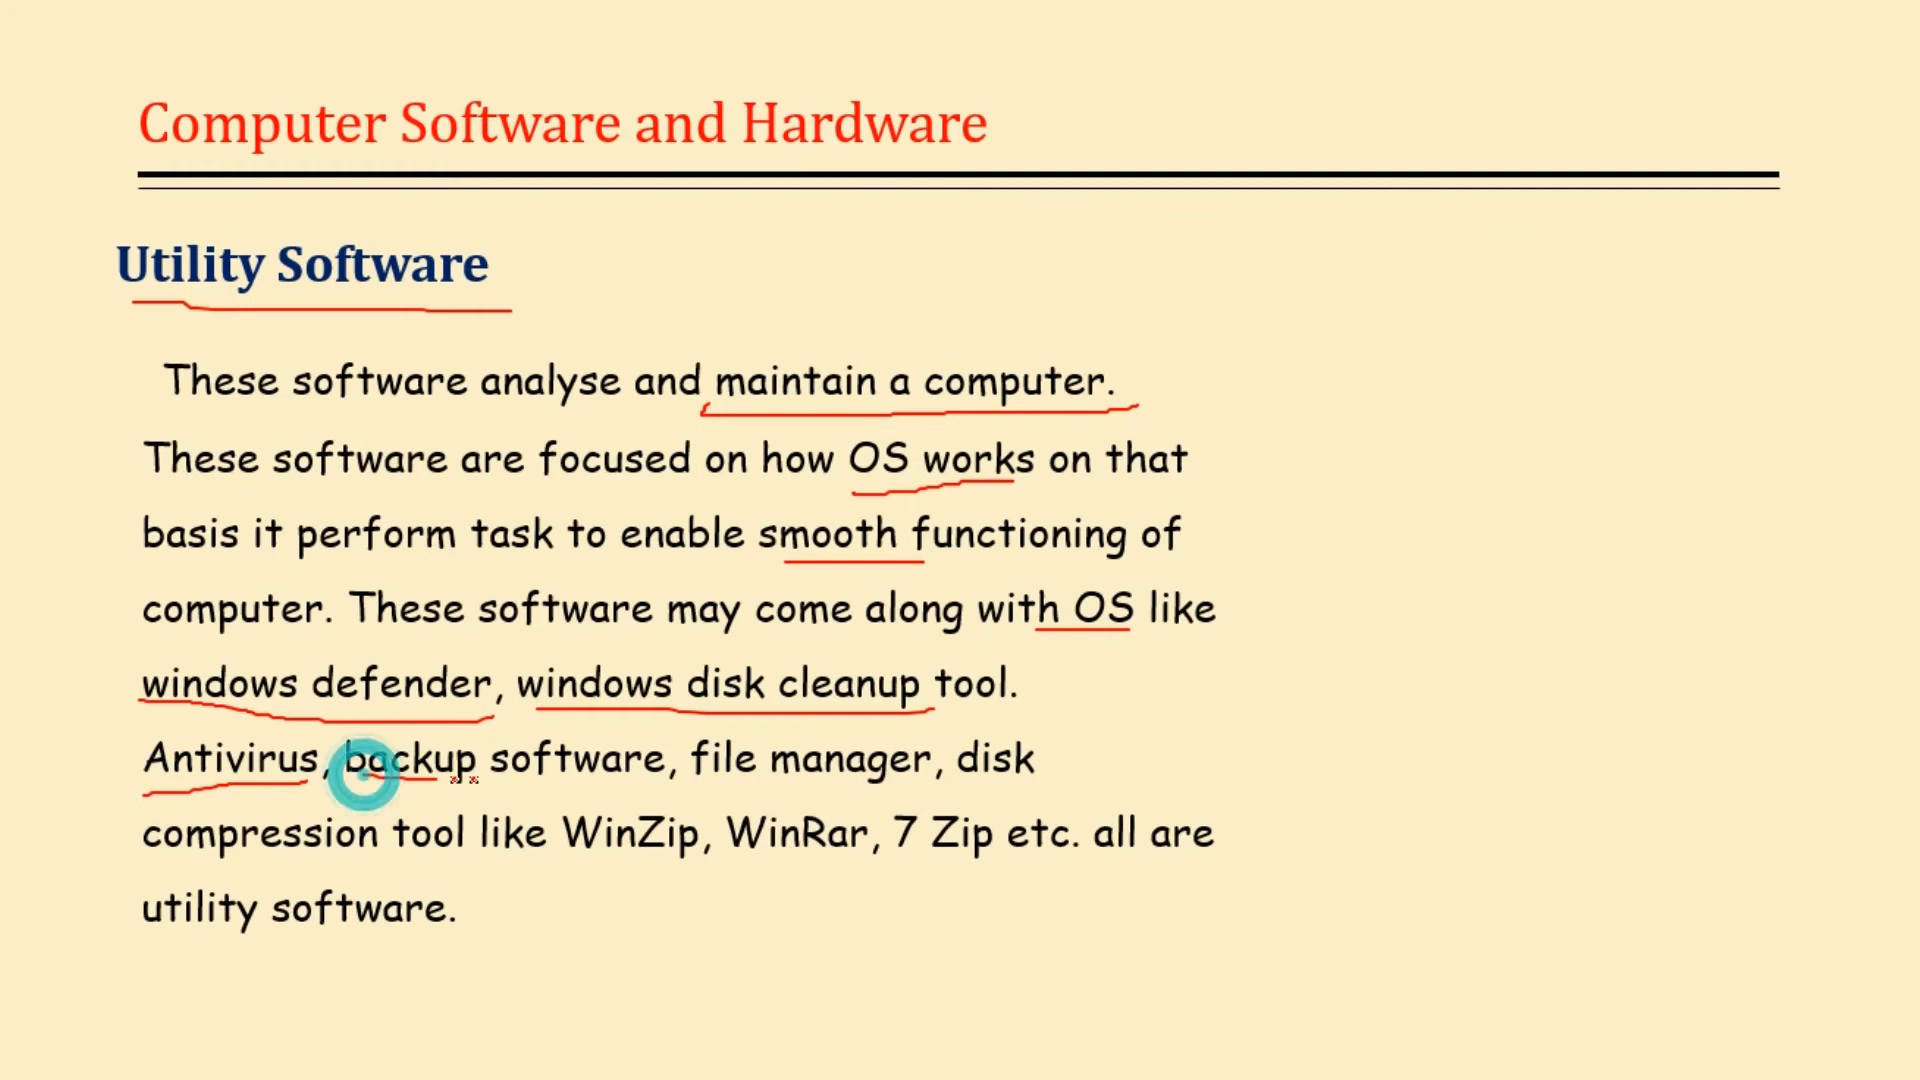 Computer Software and Hardware
Utility Software
These software analyse and maintain a computer.
These software are focused on how OS works on that
basis it perform task to enable smooth functioning of
computer. These software may come along with OS like
windows defender, windows disk cleanup tool.
Antivirus, backup software, file manager, disk
compression tool like WinZip, WinRar, 7 Zip etc. all are
utility software.